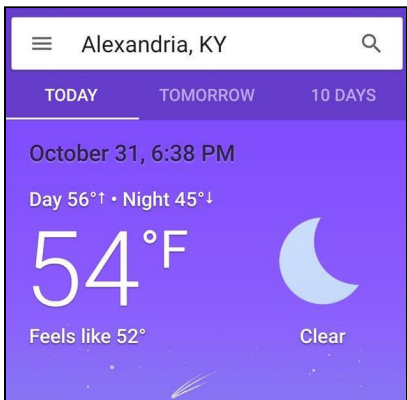 Alexandria, KY
TODAY TOMORROW 10 DAYS
October 31, 6:38 PM
Day 56°↑ • Night 45°↓
54°F
Feels like 52° Clear